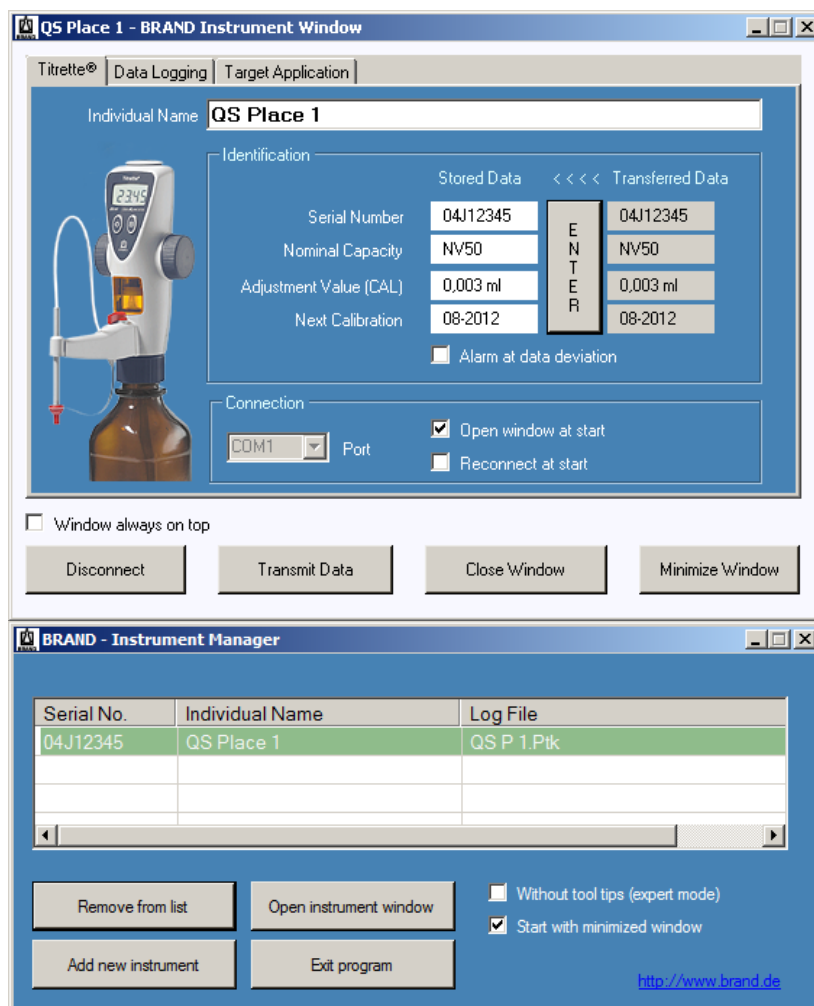 QS Place 1 - BRAND Instrument Window
Titrette® Data Logging Target Application
Individual Name QS Place 1
Identification
Stored Data < < < < Transferred Data
Serial Number 04J12345 04J12345
Nominal Capacity NV50 NV50
Adjustment Value (CAL) 0,003 ml 0,003 ml
Next Calibration 08-2012 08-2012
ENTER
Alarm at data deviation
Connection
COM1 Port
Open window at start
Reconnect at start
Window always on top
Disconnect Transmit Data Close Window Minimize Window
BRAND - Instrument Manager
Serial No. Individual Name Log File
04J12345 QS Place 1 QS P 1.Ptk
Remove from list Open instrument window
Without tool tips (expert mode)
Start with minimized window
Add new instrument Exit program
http://www.brand.de